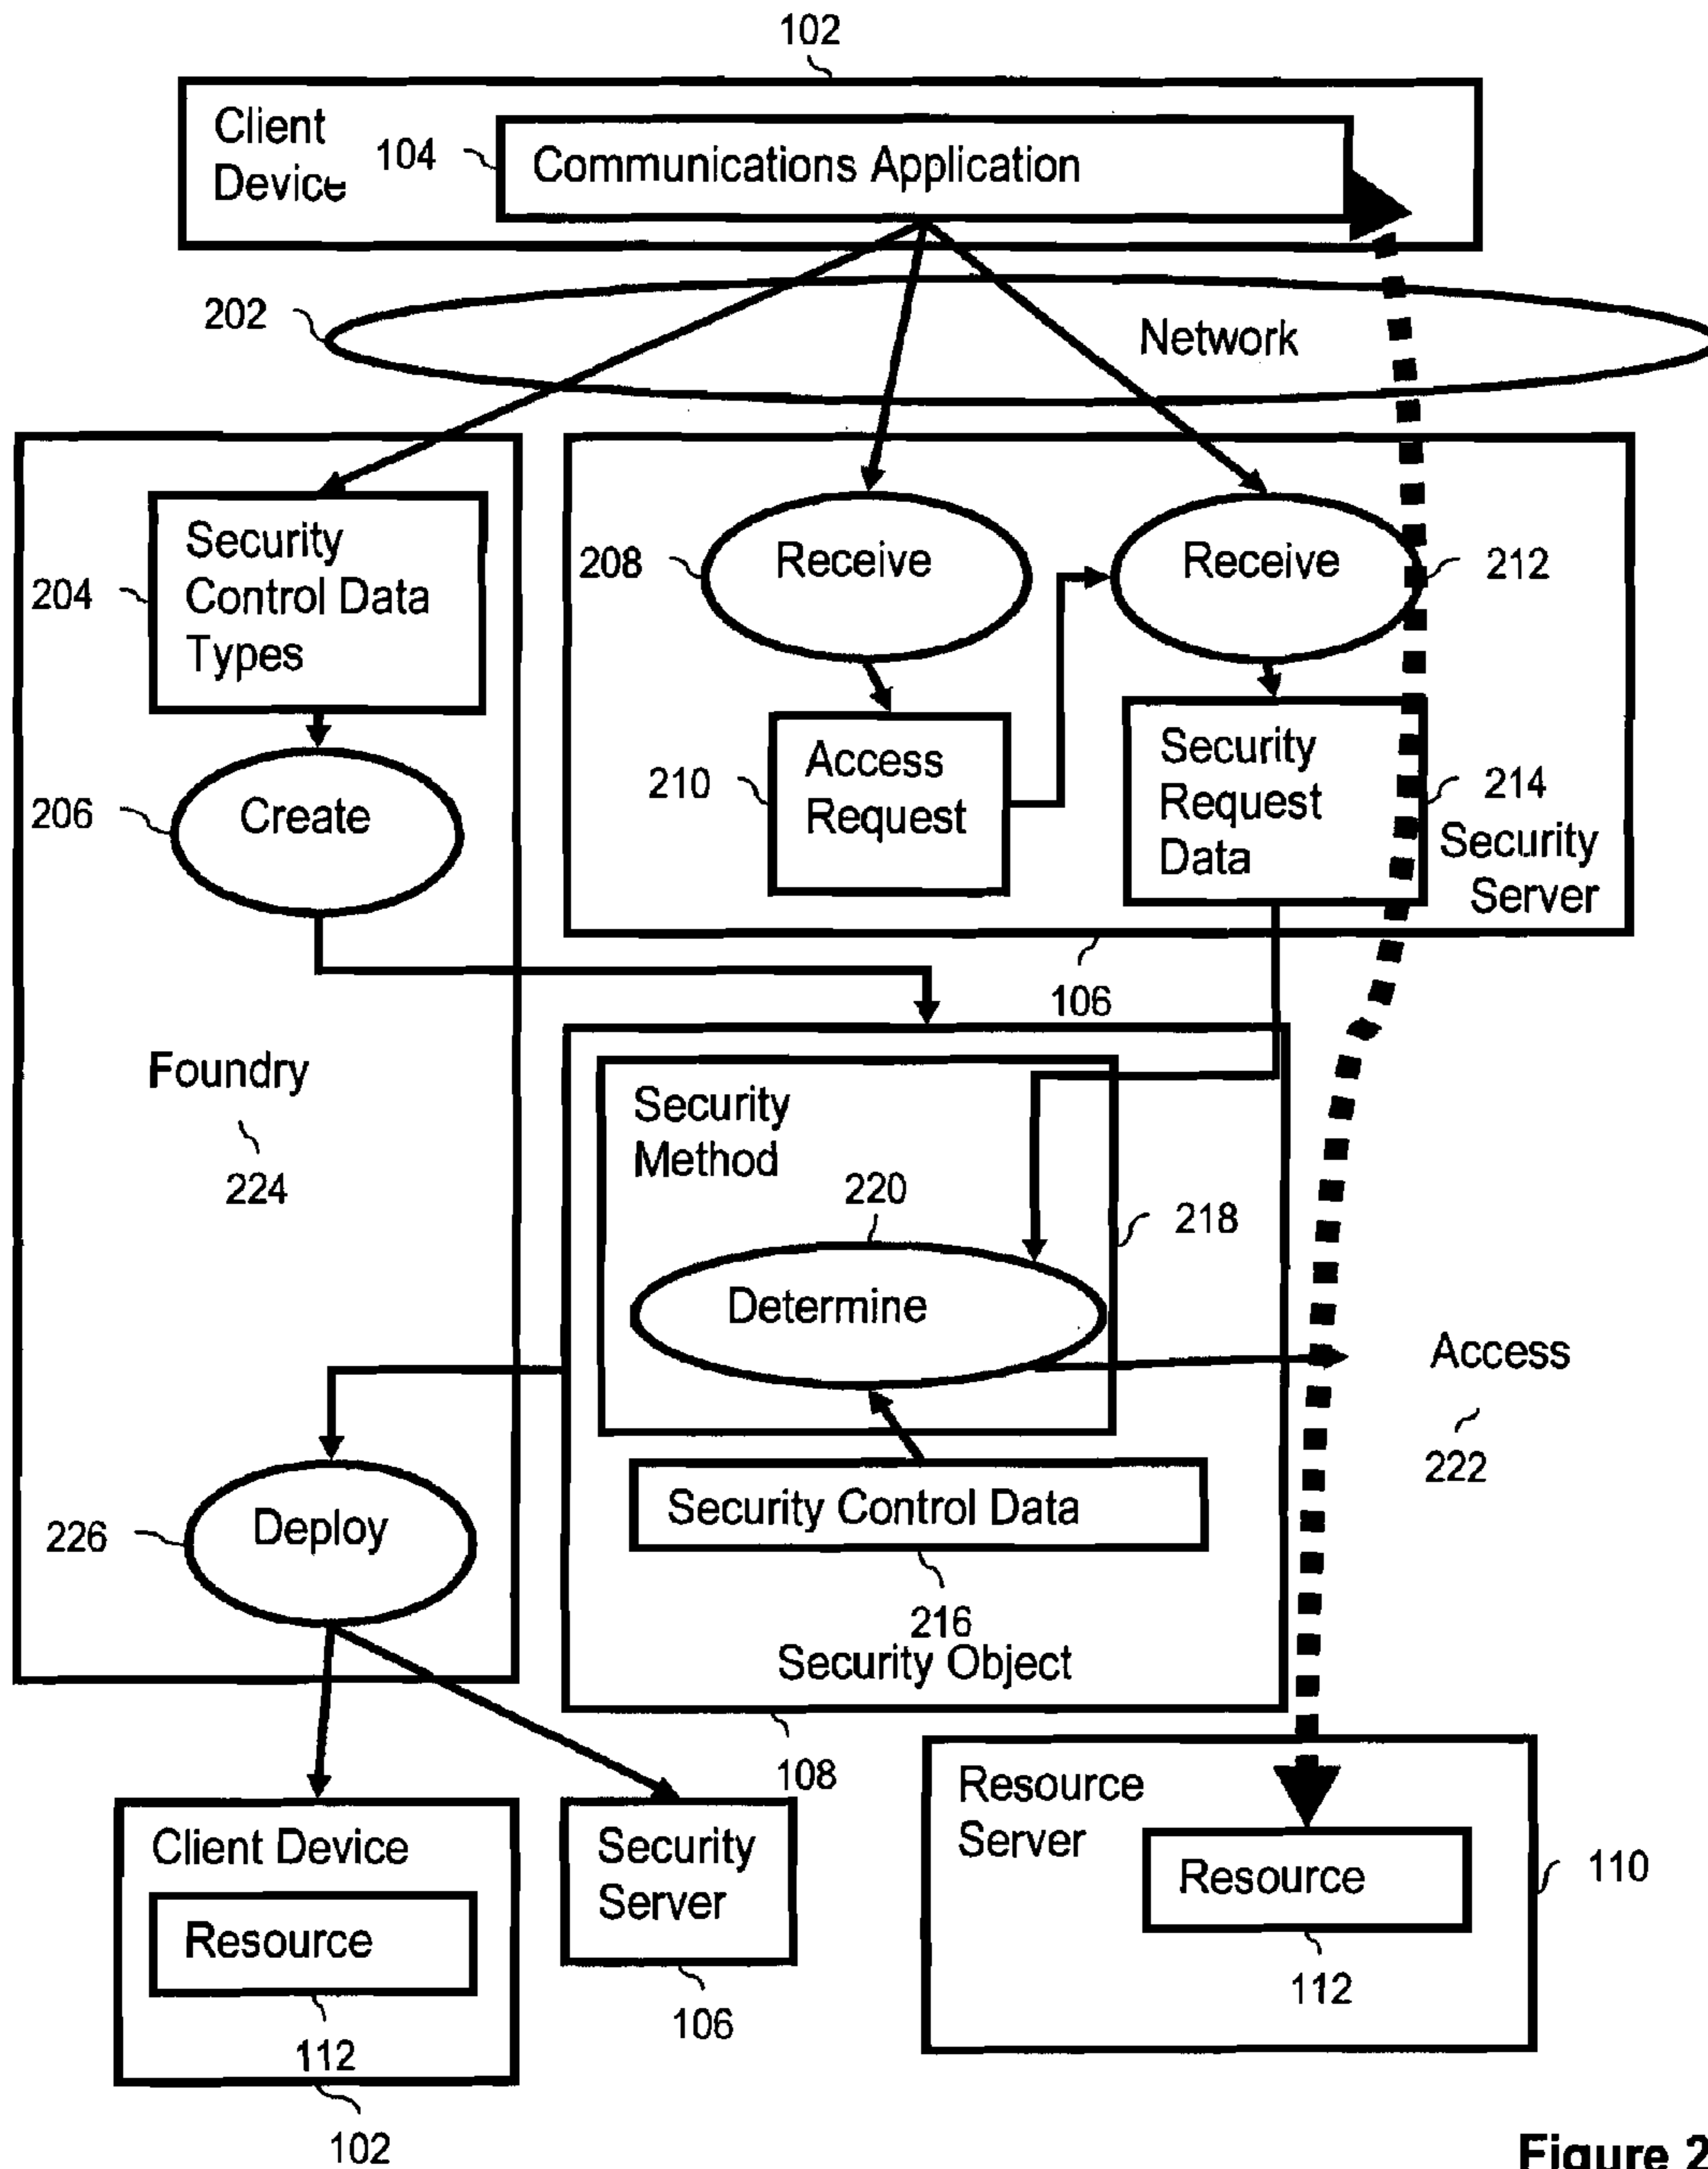 102
Client
Device
104
Communications Application
202
Network
204
Security
Control Data
Types
208
Receive
Receive
212
206
Create
210
Access
Request
Security
Request
Data
214
Security
Server
106
Foundry
224
Security
Method
220
218
Determine
Access
222
226
Deploy
Security Control Data
216
Security Object
108
Client Device
Resource
112
102
Security
Server
106
Resource
Server
Resource
112
110
Figure 2